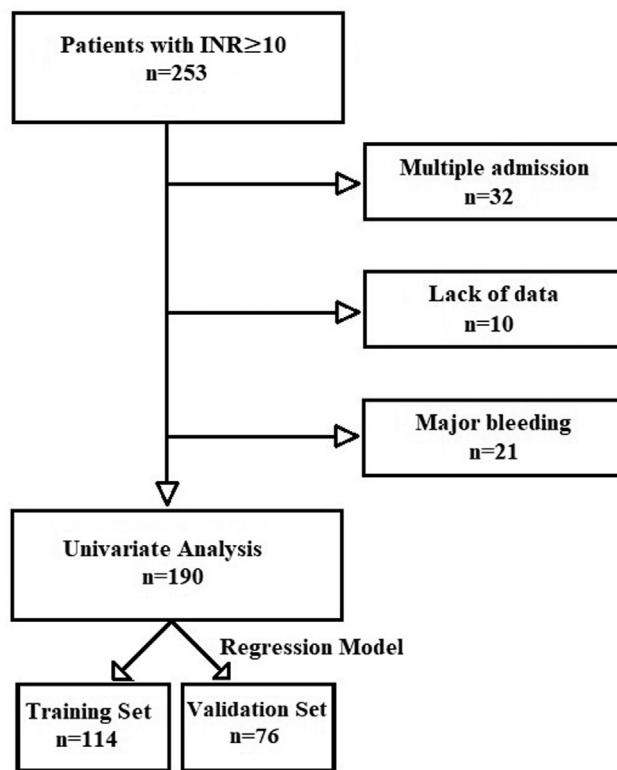 Patients with INR≥10
n=253
Multiple admission
n=32
Lack of data
n=10
Major bleeding
n=21
Univariate Analysis
n=190
Regression Model
Training Set
n=114
Validation Set
n=76